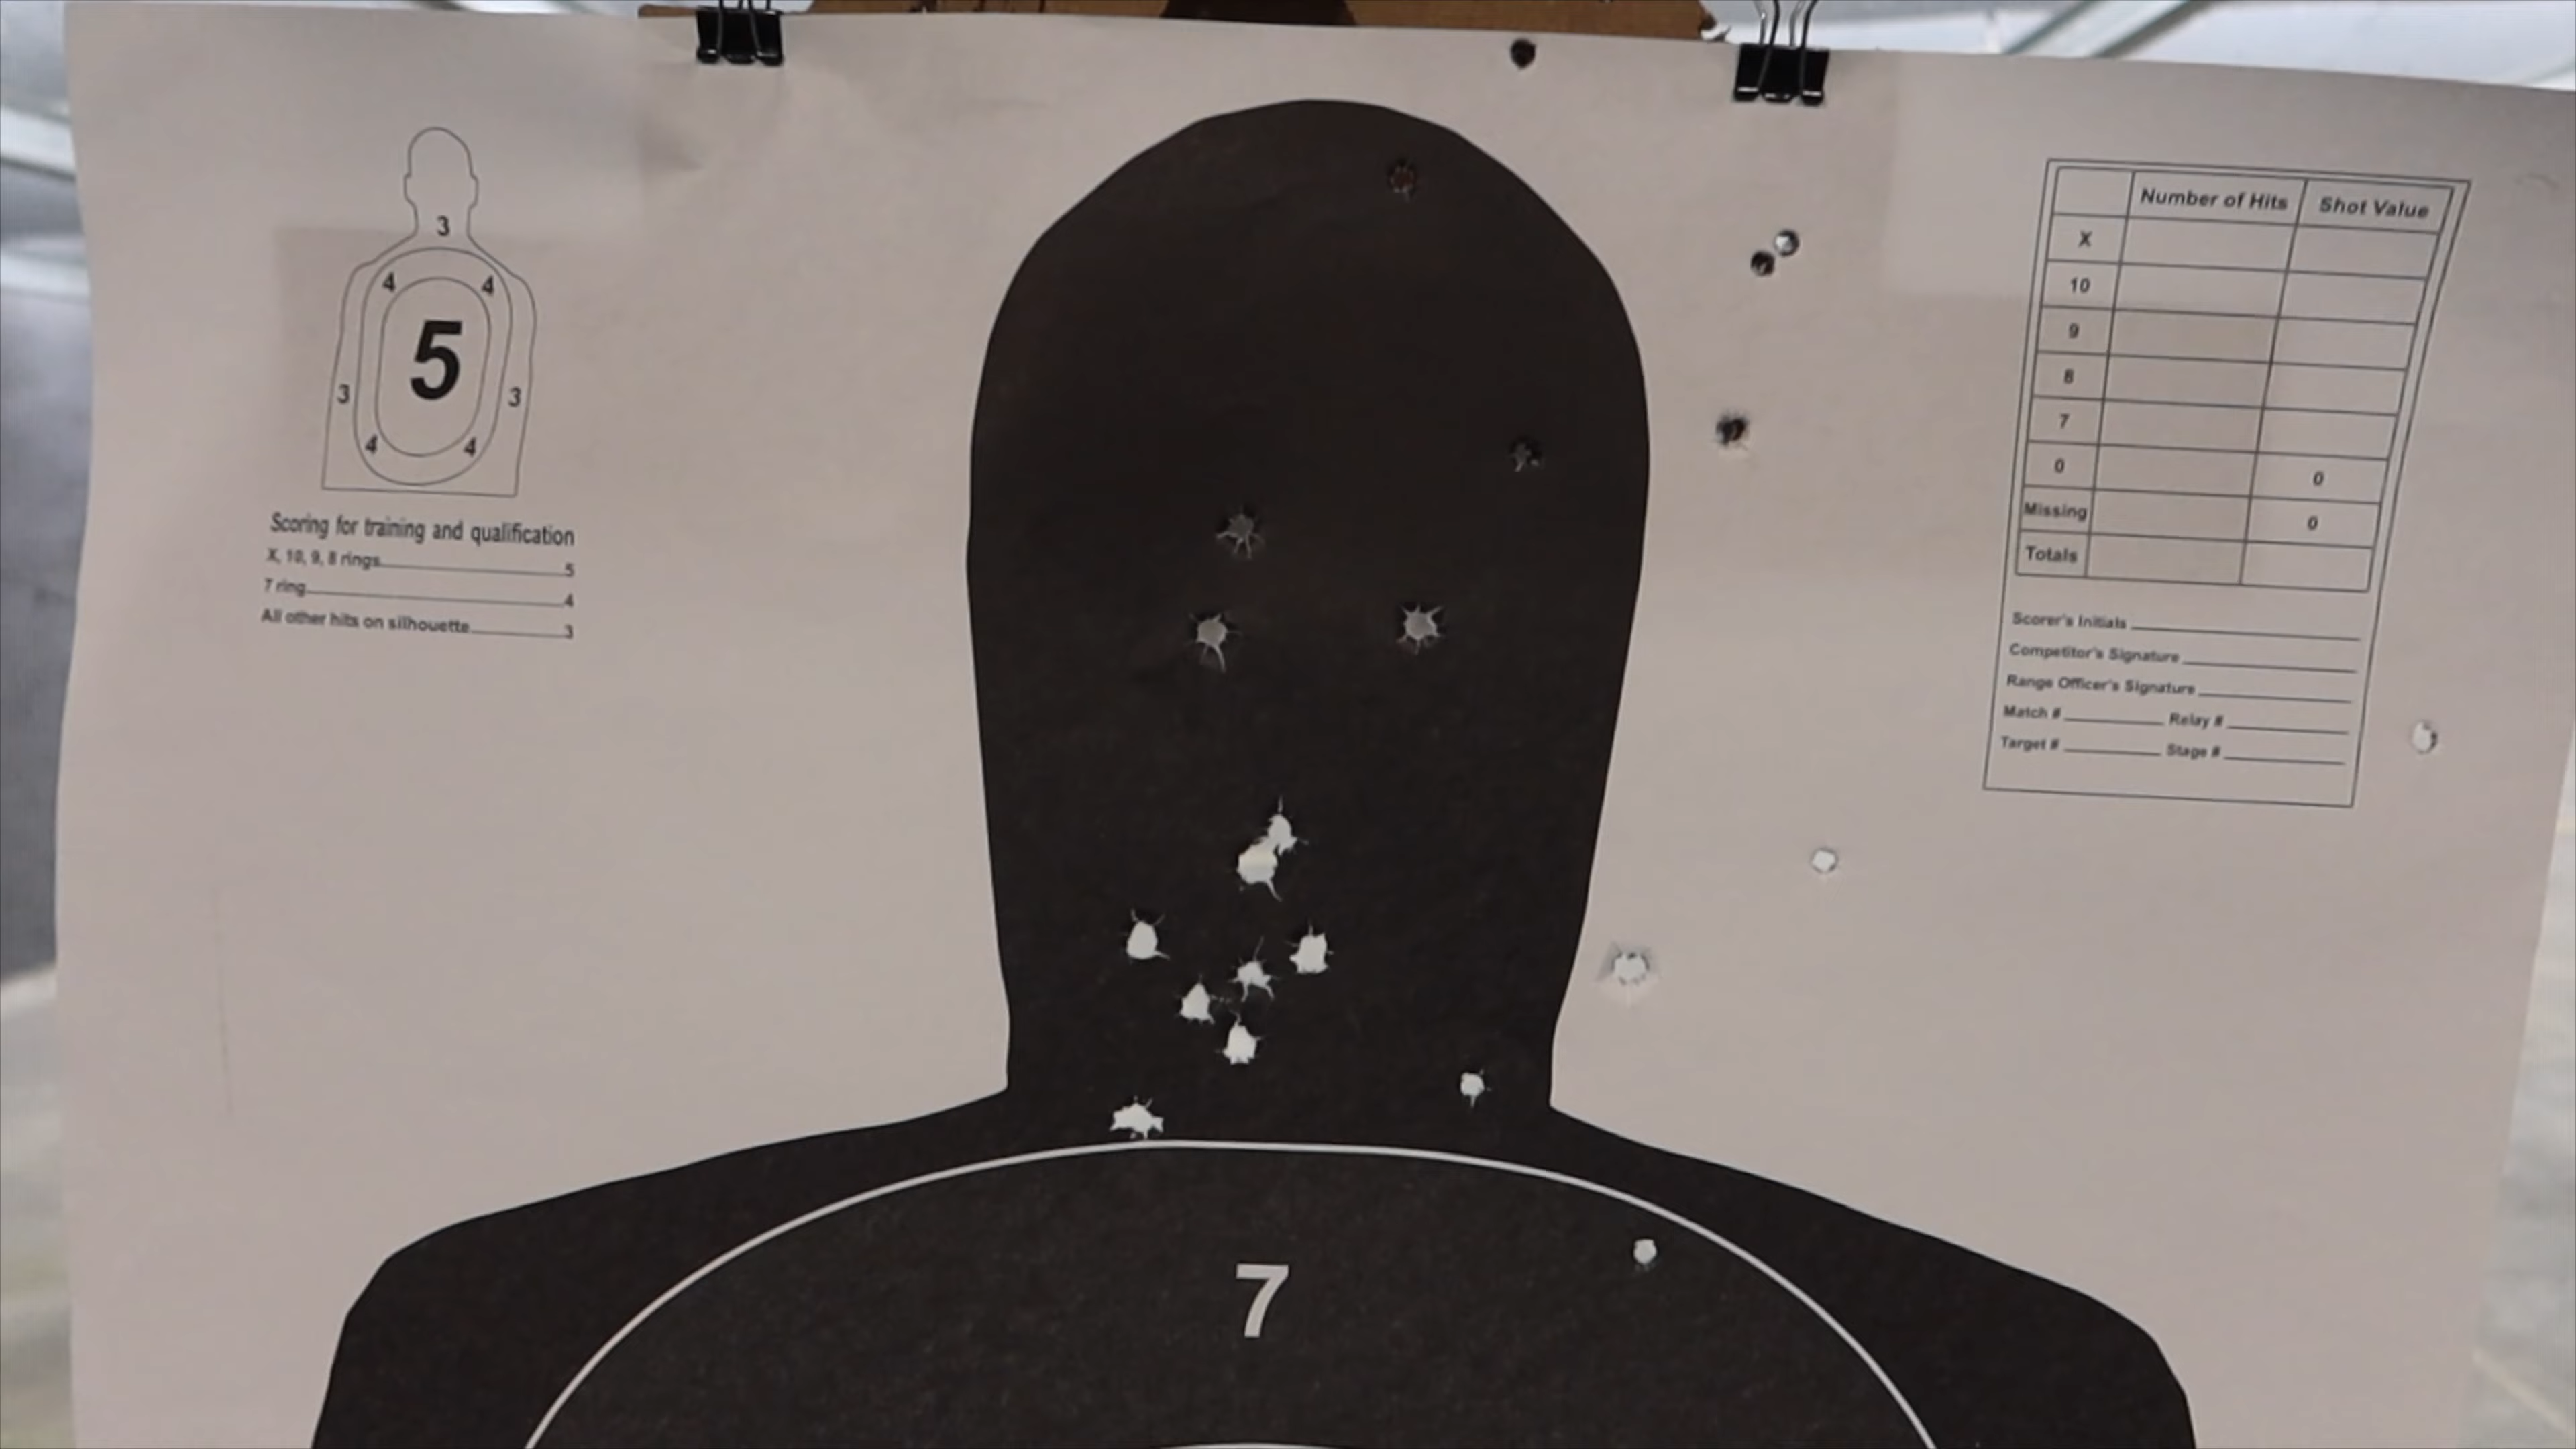 3
4 4
5
3 3
4 4
Scoring for training and qualification
X, 10, 9, 8 rings 5
7 ring 4
All other hits on silhouette 3
Number of Hits Shot Value
X
10
9
8
7
0 0
Missing 0
Totals
Scorer's Initials
Competitor's Signature
Range Officer's Signature
Match # Relay #
Target # Stage #
7